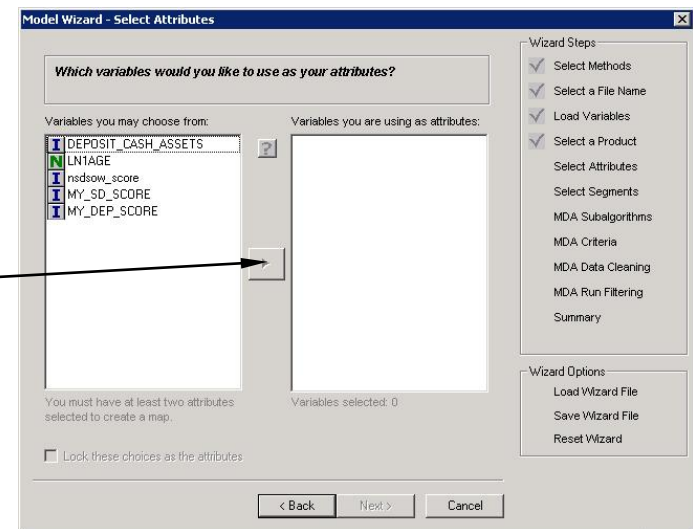 Model Wizard - Select Attributes
Which variables would you like to use as your attributes?
Variables you may choose from:
I DEPOSIT_CASH_ASSETS
N LN1AGE
I nsdsow_score
I MY_SD_SCORE
I MY_DEP_SCORE
You must have at least two attributes
selected to create a map.
Lock these choices as the attributes
?
Variables you are using as attributes:
Variables selected: 0
< Back
Next >
Cancel
Wizard Steps
Select Methods
Select a File Name
Load Variables
Select a Product
Select Attributes
Select Segments
MDA Subalgorithms
MDA Criteria
MDA Data Cleaning
MDA Run Filtering
Summary
Wizard Options
Load Wizard File
Save Wizard File
Reset Wizard